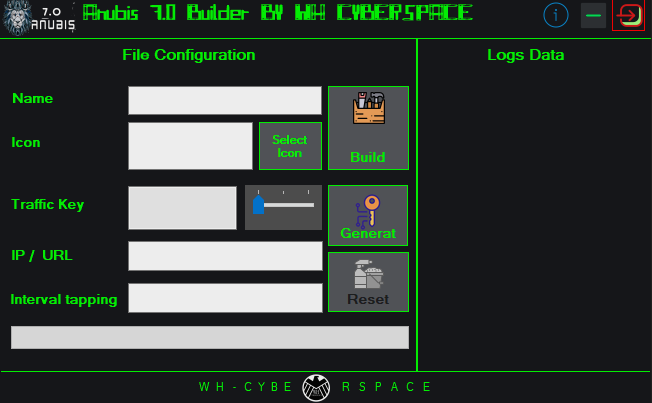 7.0
ANUBIS
Anubis 7.0 Builder BY WH CYBERSPACE
File Configuration
Logs Data
Name
Icon
Select
Icon
Build
Traffic Key
Generat
IP / URL
Interval tapping
Reset
WH-CYBE RSPACE